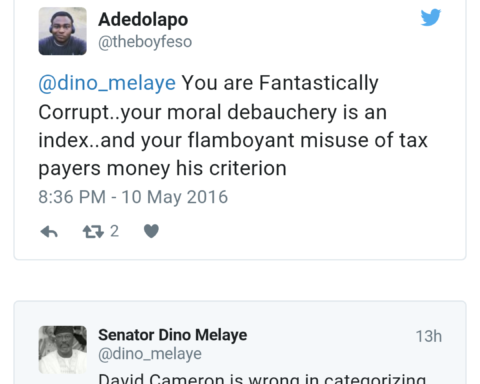 Adedolapo
@theboyfeso
@dino_melaye You are Fantastically
Corrupt..your moral debauchery is an
index..and your flamboyant misuse of tax
payers money his criterion
8:36 PM - 10 May 2016
2
Senator Dino Melaye
13h
@dino_melaye
David Cameron is wrong in categorizing